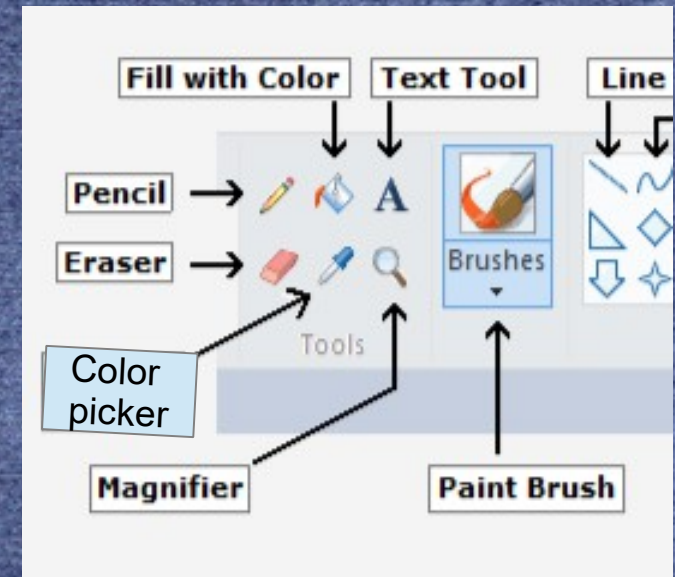 Fill with Color
Text Tool
Line
Pencil
A
Eraser
Brushes
Tools
Color
picker
Magnifier
Paint Brush